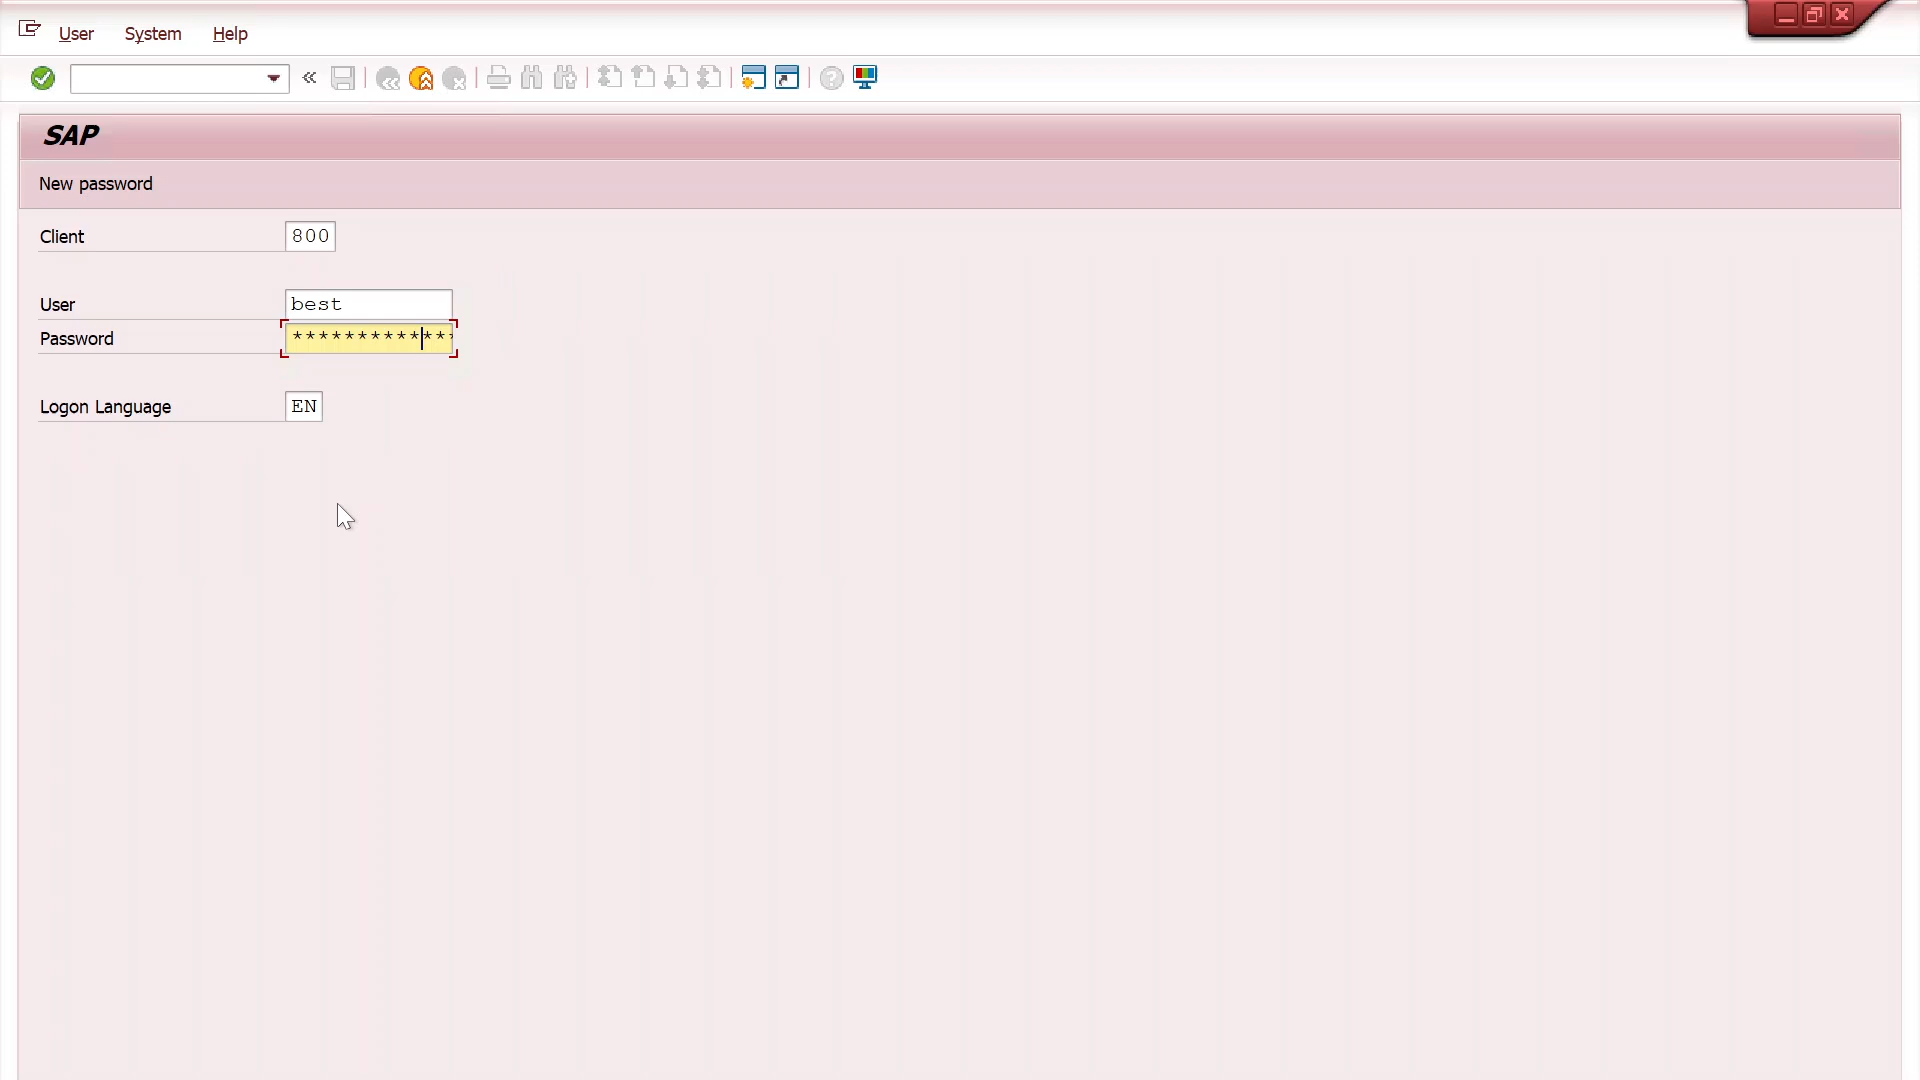 User System Help
SAP
New password
Client 800
User best
Password *************
Logon Language EN